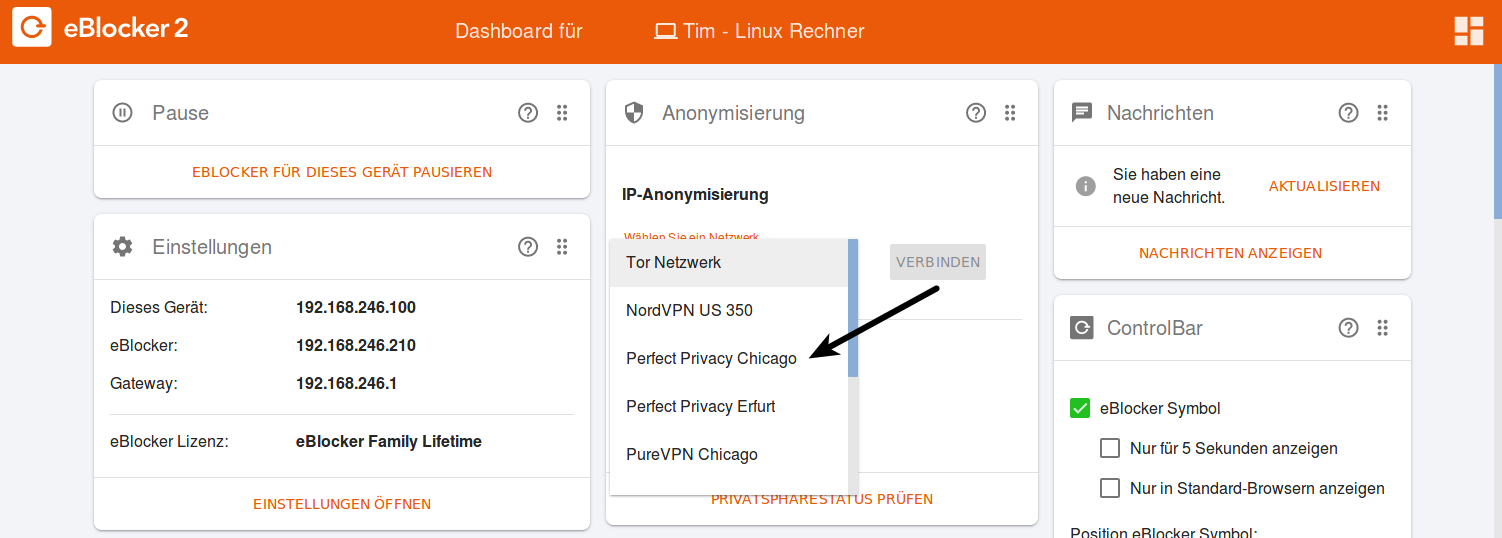 eBlocker 2
Dashboard für
Tim - Linux Rechner
Pause
EBLOCKER FÜR DIESES GERÄT PAUSIEREN
Einstellungen
Dieses Gerät: 192.168.246.100
eBlocker: 192.168.246.210
Gateway: 192.168.246.1
eBlocker Lizenz: eBlocker Family Lifetime
EINSTELLUNGEN ÖFFNEN
Anonymisierung
IP-Anonymisierung
Wählen Sie ein Netzwerk
Tor Netzwerk
VERBINDEN
NordVPN US 350
Perfect Privacy Chicago
Perfect Privacy Erfurt
PureVPN Chicago
PRIVATSPHÄRESTATUS PRÜFEN
Nachrichten
Sie haben eine
neue Nachricht.
AKTUALISIEREN
NACHRICHTEN ANZEIGEN
ControlBar
eBlocker Symbol
Nur für 5 Sekunden anzeigen
Nur in Standard-Browsern anzeigen
Position eBlocker Symbol: